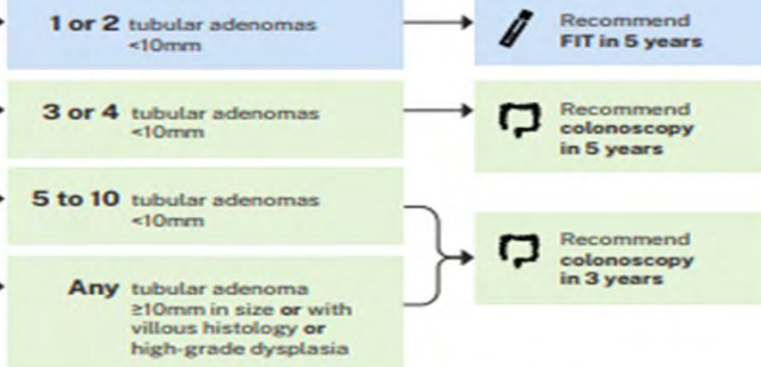 1 or 2 tubular adenomas
<10mm
Recommend
FIT in 5 years
3 or 4 tubular adenomas
<10mm
Recommend
colonoscopy
in 5 years
5 to 10 tubular adenomas
<10mm
Any tubular adenoma
≥10mm in size or with
villous histology or
high-grade dysplasia
Recommend
colonoscopy
in 3 years